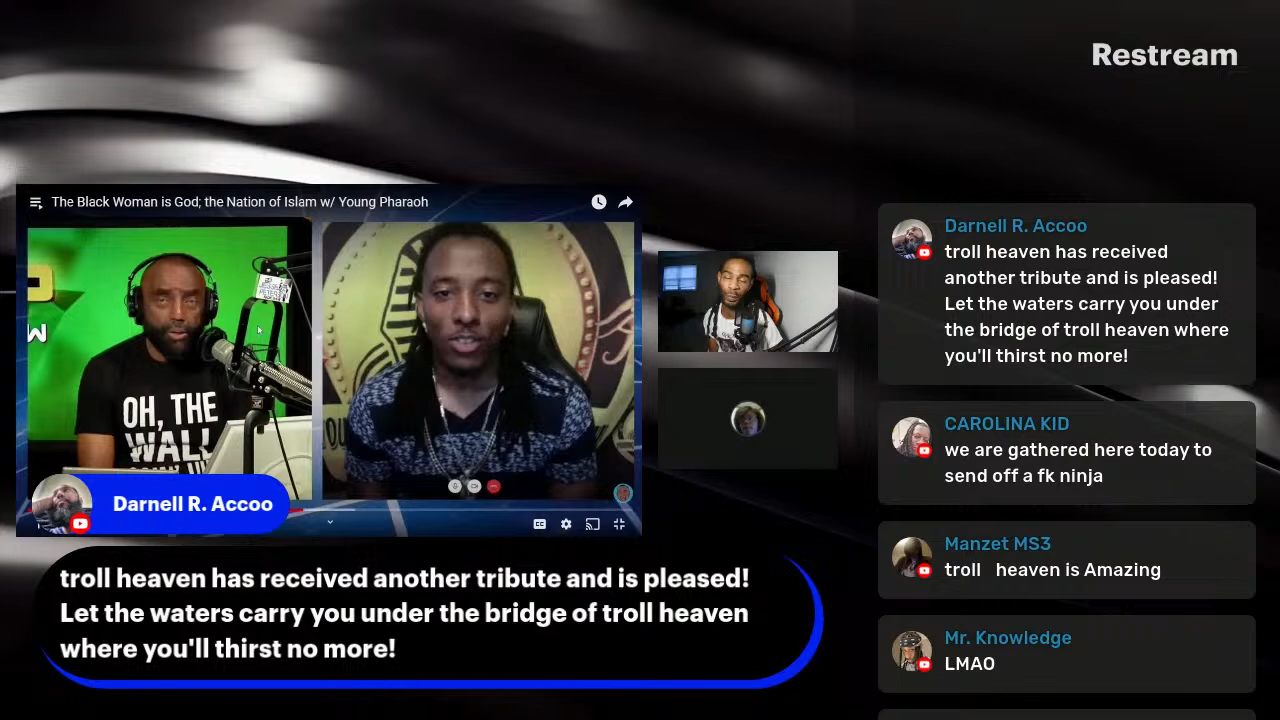 Restream
The Black Woman is God; the Nation of Islam w/ Young Pharaoh
OH, THE
WALL
Darnell R. Accoo
troll heaven has received another tribute and is pleased!
Let the waters carry you under the bridge of troll heaven
where you'll thirst no more!
Darnell R. Accoo
troll heaven has received
another tribute and is pleased!
Let the waters carry you under
the bridge of troll heaven where
you'll thirst no more!
CAROLINA KID
we are gathered here today to
send off a fk ninja
Manzet MS3
troll heaven is Amazing
Mr. Knowledge
LMAO